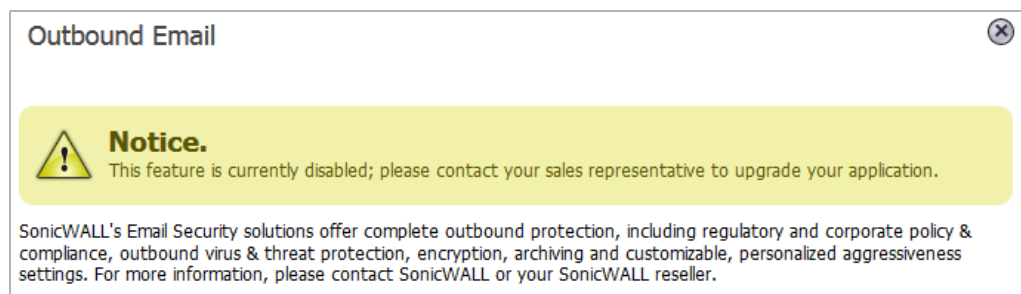 Outbound Email
Notice.
This feature is currently disabled; please contact your sales representative to upgrade your application.
SonicWALL's Email Security solutions offer complete outbound protection, including regulatory and corporate policy &
compliance, outbound virus & threat protection, encryption, archiving and customizable, personalized aggressiveness
settings. For more information, please contact SonicWALL or your SonicWALL reseller.